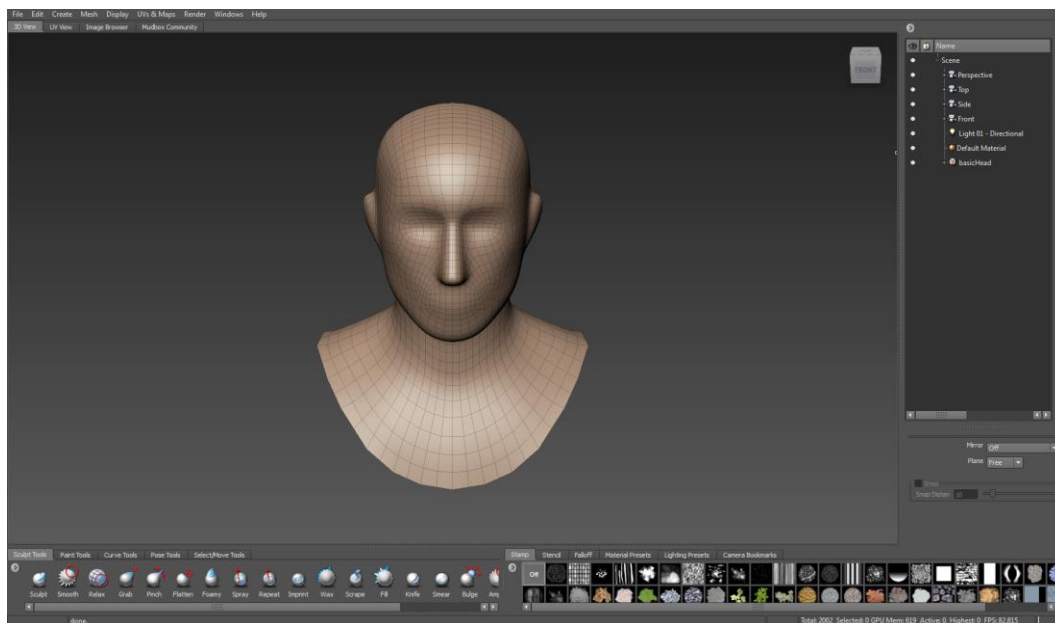 File Edit Create Mesh Display UVs & Maps Render Windows Help
3D View UV View Image Browser Mudbox Community
FRONT
Name
Scene
Perspective
Top
Side
Front
Light 01 - Directional
Default Material
basicHead
Mirror Off
Plane Free
Snap
Snap Distan
Sculpt Tools Paint Tools Curve Tools Pose Tools Select/Move Tools
Sculpt Smooth Relax Grab Pinch Flatten Foamy Spray Repeat Imprint Wax Scrape Fill Knife Smear Bulge Amp
Stamp Stencil Falloff Material Presets Lighting Presets Camera Bookmarks
Off
done.
Total: 2002 Selected: 0 GPU Mem: 619 Active: 0 Highest: 0 FPS: 82.815